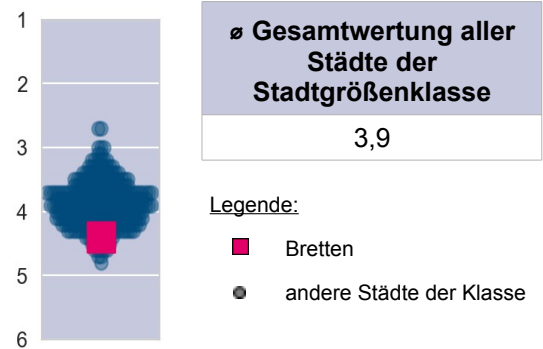 1
2
3
4
5
6
ø Gesamtwertung aller
Städte der
Stadtgrößenklasse
3,9
Legende:
Bretten
andere Städte der Klasse